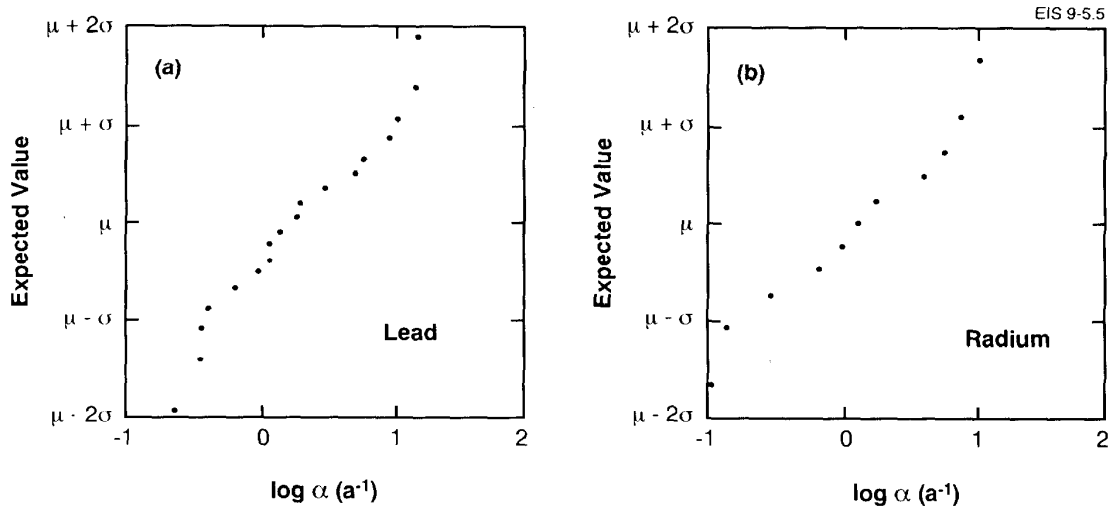 EIS 9-5.5
(a)
Expected Value
μ + 2σ
μ + σ
μ
μ - σ
μ - 2σ
Lead
-1 0 1 2
log α (a⁻¹)
(b)
Expected Value
μ + 2σ
μ + σ
μ
μ - σ
μ - 2σ
Radium
-1 0 1 2
log α (a⁻¹)